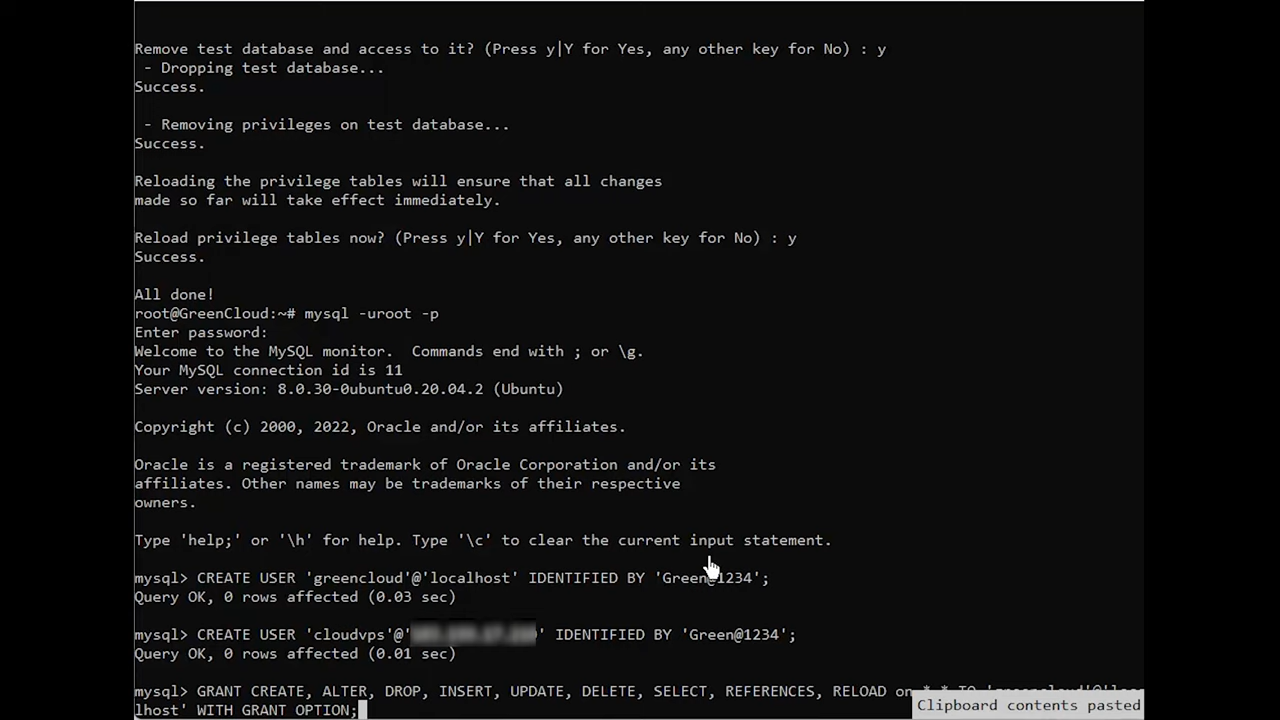 Remove test database and access to it? (Press y|Y for Yes, any other key for No) : y
 - Dropping test database...
Success.
 - Removing privileges on test database...
Success.
Reloading the privilege tables will ensure that all changes
made so far will take effect immediately.
Reload privilege tables now? (Press y|Y for Yes, any other key for No) : y
Success.
All done!
root@GreenCloud:~# mysql -uroot -p
Enter password:
Welcome to the MySQL monitor.  Commands end with ; or \g.
Your MySQL connection id is 11
Server version: 8.0.30-0ubuntu0.20.04.2 (Ubuntu)
Copyright (c) 2000, 2022, Oracle and/or its affiliates.
Oracle is a registered trademark of Oracle Corporation and/or its
affiliates. Other names may be trademarks of their respective
owners.
Type 'help;' or '\h' for help. Type '\c' to clear the current input statement.
mysql> CREATE USER 'greencloud'@'localhost' IDENTIFIED BY 'Green@1234';
Query OK, 0 rows affected (0.03 sec)
mysql> CREATE USER 'cloudvps'@' ' IDENTIFIED BY 'Green@1234';
Query OK, 0 rows affected (0.01 sec)
mysql> GRANT CREATE, ALTER, DROP, INSERT, UPDATE, DELETE, SELECT, REFERENCES, RELOAD on
lhost' WITH GRANT OPTION;
Clipboard contents pasted